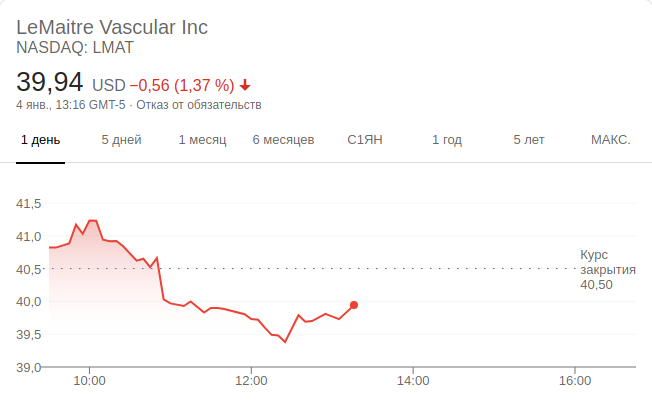 LeMaitre Vascular Inc
NASDAQ: LMAT
39,94 USD −0,56 (1,37 %)
4 янв., 13:16 GMT-5 · Отказ от обязательств
1 день 5 дней 1 месяц 6 месяцев С1ЯН 1 год 5 лет МАКС.
41,5
41,0
40,5
40,0
39,5
39,0
Курс
закрытия
40,50
10:00 12:00 14:00 16:00